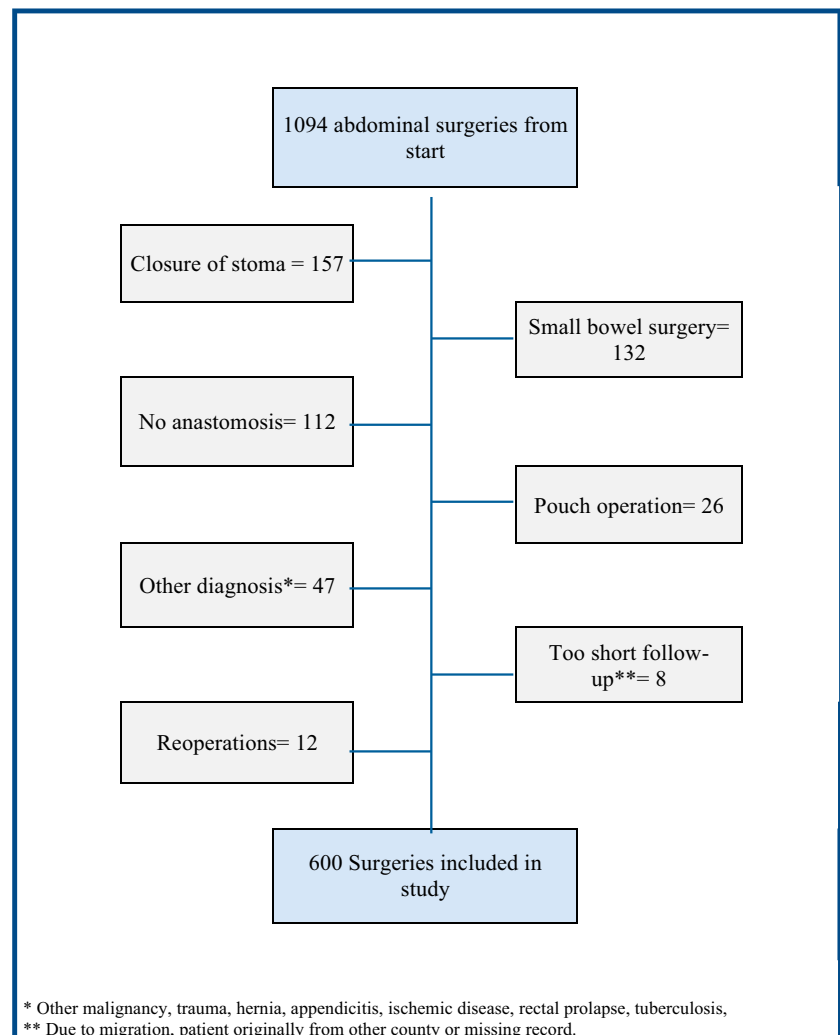 1094 abdominal surgeries from
start
Closure of stoma = 157
Small bowel surgery=
132
No anastomosis= 112
Pouch operation= 26
Other diagnosis*= 47
Too short follow-
up**= 8
Reoperations= 12
600 Surgeries included in
study
* Other malignancy, trauma, hernia, appendicitis, ischemic disease, rectal prolapse, tuberculosis,
** Due to migration, patient originally from other county or missing record.